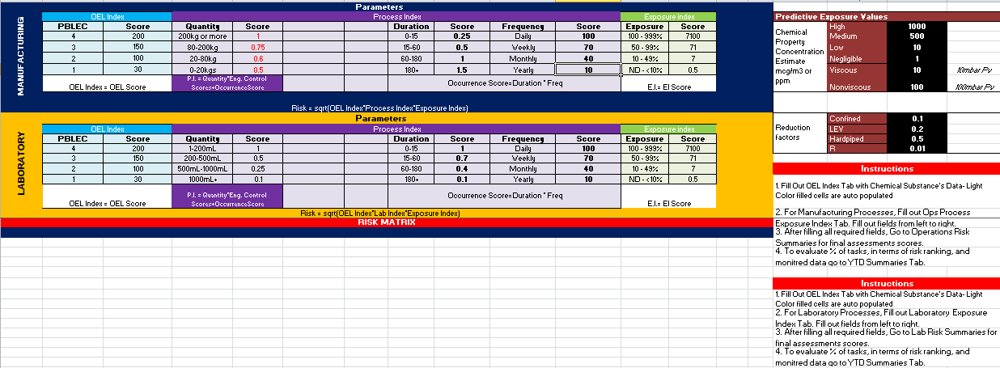 Parameters
MANUFACTURING
OEL Index Process Index Exposure index
PBLEC Score Quantity Score Duration Score Frequency Score Exposure Score
4 200 200kg or more 1 0-15 0.25 Daily 100 100 - 999% 7100
3 150 80-200kg 0.75 15-60 0.5 Weekly 70 50 - 99% 71
2 100 20-80kg 0.6 60-180 1 Monthly 40 10 - 49% 7
1 30 0-20kgs 0.5 180+ 1.5 Yearly 10 ND - <10% 0.5
OEL Index = OEL Score
P.I. = Quantity*Eng. Control
Scores+OccurrenceScore
Occurrence Score=Duration * Freq
E.I.= EI Score
Risk = sqrt(OEL Index*Process Index*Exposure Index)
Parameters
LABORATORY
OEL Index Process Index Exposure index
PBLEC Score Quantity Score Duration Score Frequency Score Exposure Score
4 200 1-200mL 1 0-15 1 Daily 100 100 - 999% 7100
3 150 200-500mL 0.5 15-60 0.7 Weekly 70 50 - 99% 71
2 100 500mL-1000mL 0.25 60-180 0.4 Monthly 40 10 - 49% 7
1 30 1000mL+ 0.1 180+ 0.1 Yearly 10 ND - <10% 0.5
OEL Index = OEL Score
P.I. = Quantity*Eng. Control
Scores+OccurrenceScore
Occurrence Score=Duration * Freq
E.I.= EI Score
Risk = sqrt(OEL Index*Lab Index*Exposure Index)
RISK MATRIX
Predictive Exposure Values
Chemical
Property
Concentration
Estimate
mcg/m3 or
ppm
High 1000
Medium 500
Low 10
Negligible 1
Viscous 10 10mbar Pv
Nonviscous 100 100mbar Pv
Reduction
factors
Confined 0.1
LEV 0.2
Hardpiped 0.5
R 0.01
Instructions
1. Fill Out OEL Index Tab with Chemical Substance's Data- Light
Color filled cells are auto populated
2. For Manufacturing Processes, Fill out Ops Process
Exposure Index Tab. Fill out fields from left to right.
3. After filling all required fields, Go to Operations Risk
Summaries for final assessments scores.
4. To evaluate % of tasks, in terms of risk ranking, and
monitred data go to YTD Summaries Tab.
Instructions
1. Fill Out OEL Index Tab with Chemical Substance's Data- Light
Color filled cells are auto populated
2. For Laboratory Processes, Fill out Laboratory Exposure
Index Tab. Fill out fields from left to right.
3. After filling all required fields, Go to Lab Risk Summaries for
final assessments scores.
4. To evaluate % of tasks, in terms of risk ranking, and
monitred data go to YTD Summaries Tab.